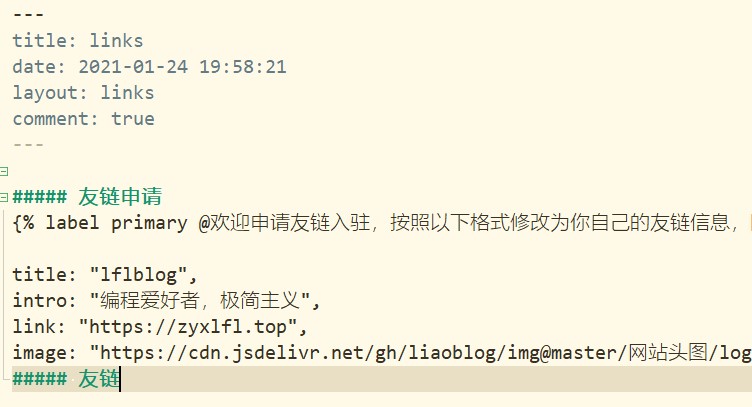 ---
title: links
date: 2021-01-24 19:58:21
layout: links
comment: true
---
##### 友链申请
{% label primary @欢迎申请友链入驻，按照以下格式修改为你自己的友链信息，
title: "lflblog",
intro: "编程爱好者，极简主义",
link: "https://zyxlfl.top",
image: "https://cdn.jsdelivr.net/gh/liaoblog/img@master/网站头图/log
##### 友链